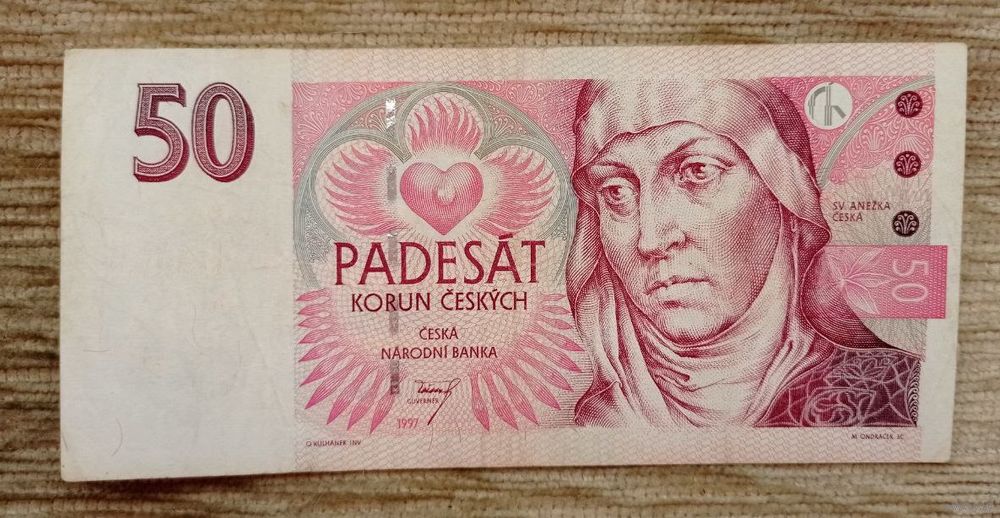 50
PADESÁT
KORUN ČESKÝCH
ČESKÁ
NÁRODNÍ BANKA
GUVERNÉR
1997
O. KULHÁNEK INV.
SV. ANEŽKA
ČESKÁ
50
M. ONDRÁČEK SC.